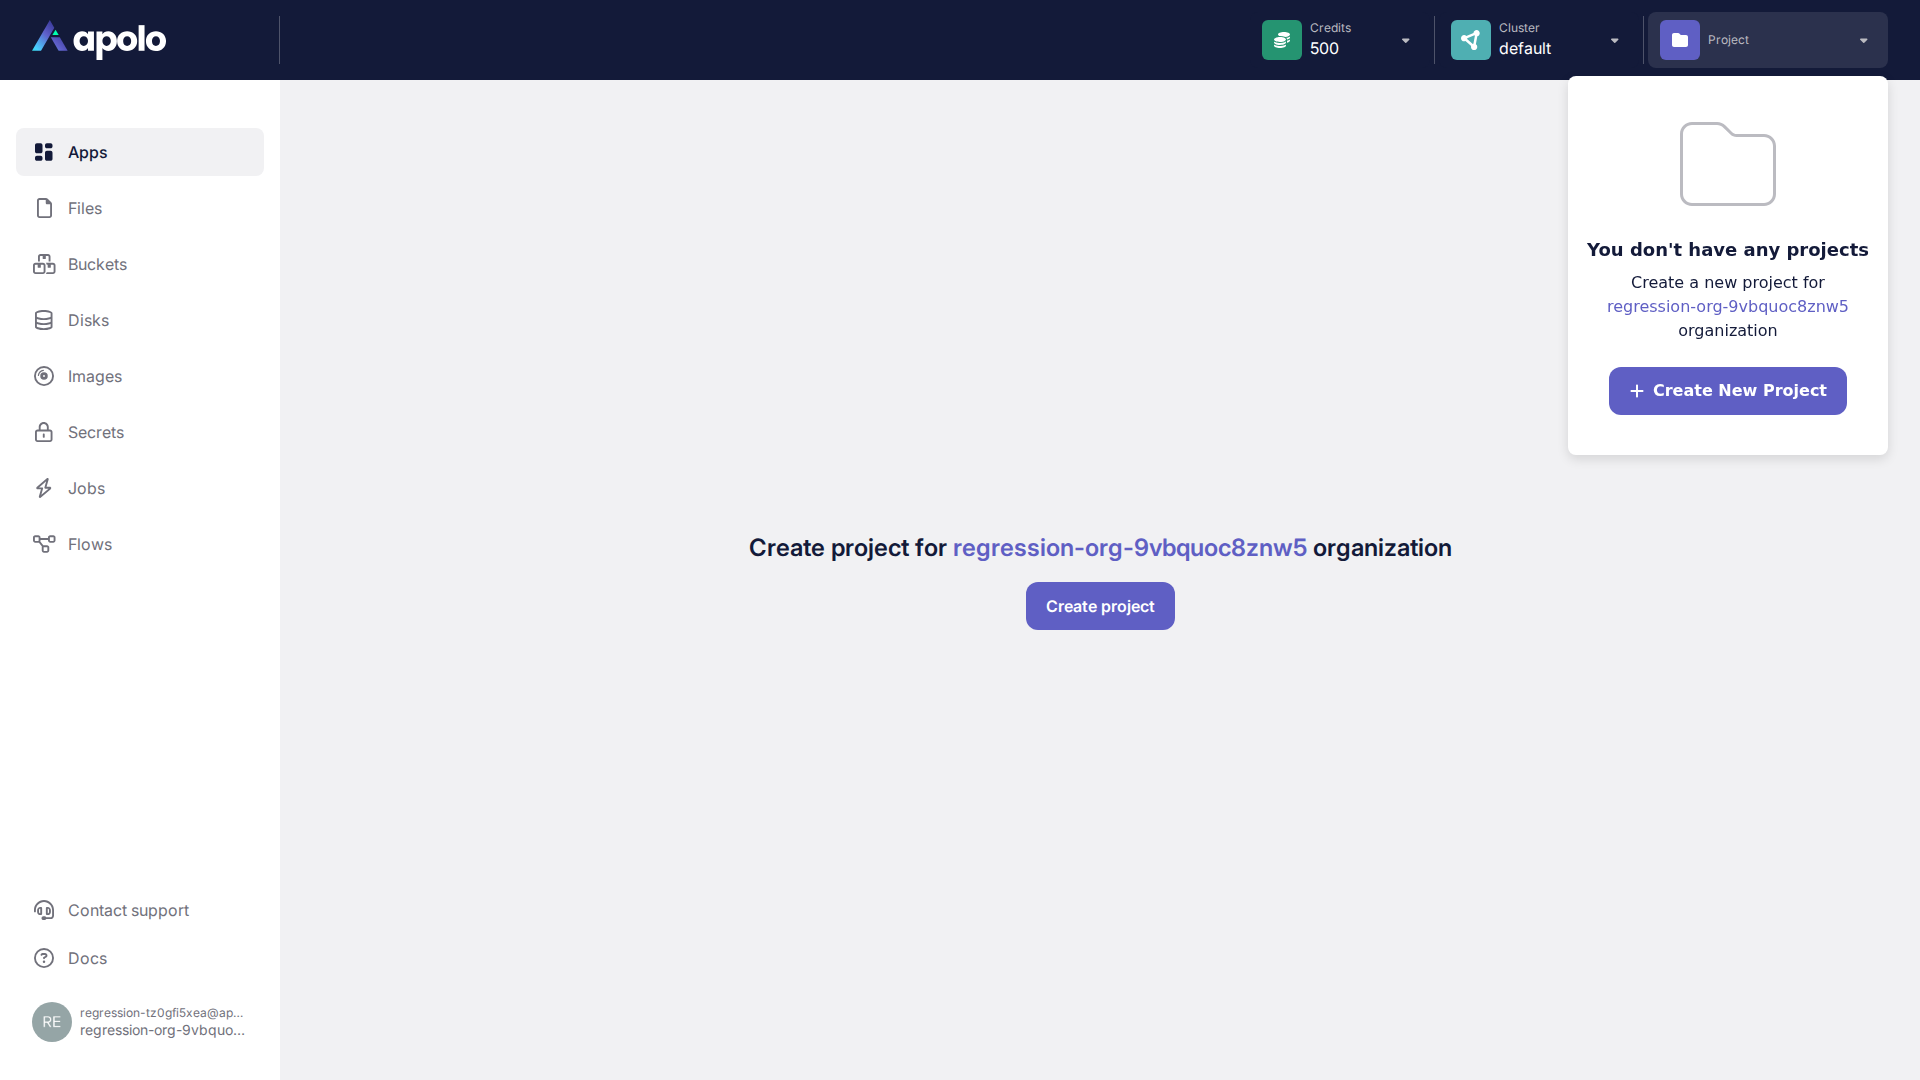 apolo
Credits
500
Cluster
default
Project
Apps
Files
Buckets
Disks
Images
Secrets
Jobs
Flows
You don't have any projects
Create a new project for
regression-org-9vbquoc8znw5
organization
+ Create New Project
Create project for regression-org-9vbquoc8znw5 organization
Create project
Contact support
Docs
RE
regression-tz0gfi5xea@ap...
regression-org-9vbquo...